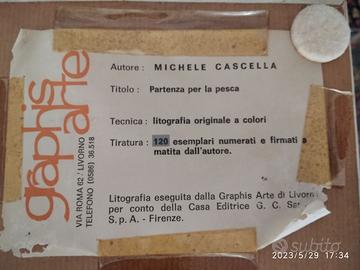 graphis arte
VIA ROMA 62 - LIVORNO
TELEFONO (0586) 36.518
Autore: MICHELE CASCELLA
Titolo: Partenza per la pesca
Tecnica: litografia originale a colori
Tiratura: 120 esemplari numerati e firmati a
matita dall'autore.
Litografia eseguita dalla Graphis Arte di
per conto della Casa Editrice G. C.
S. p. A. - Firenze.
subito
2023/5/29 17:34